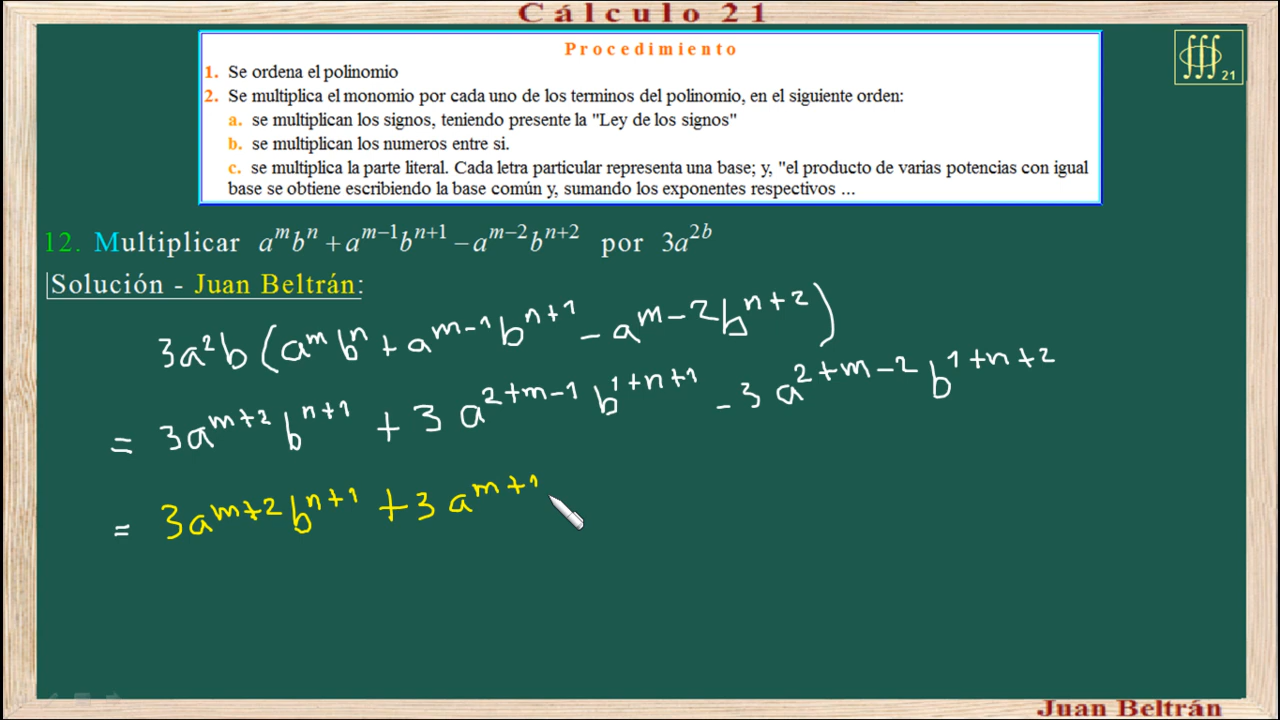 Cálculo 21
Procedimiento
1. Se ordena el polinomio
2. Se multiplica el monomio por cada uno de los terminos del polinomio, en el siguiente orden:
a. se multiplican los signos, teniendo presente la "Ley de los signos"
b. se multiplican los numeros entre si.
c. se multiplica la parte literal. Cada letra particular representa una base; y, "el producto de varias potencias con igual
base se obtiene escribiendo la base común y, sumando los exponentes respectivos ...
21
12. Multiplicar a^m b^n + a^{m-1} b^{n+1} - a^{m-2} b^{n+2} por 3a^{2b}
Solución - Juan Beltrán:
3a^2 b (a^m b^n + a^{m-1} b^{n+1} - a^{m-2} b^{n+2})
= 3a^{m+2} b^{n+1} + 3a^{2+m-1} b^{1+n+1} - 3a^{2+m-2} b^{1+n+2}
= 3a^{m+2} b^{n+1} + 3a^{m+1}
Juan Beltrán